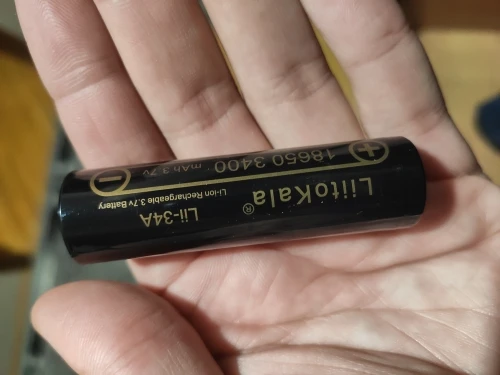 LiitoKala®
Lii-34A
Li-ion Rechargeable 3.7v Battery
18650 3400 mAh 3.7v